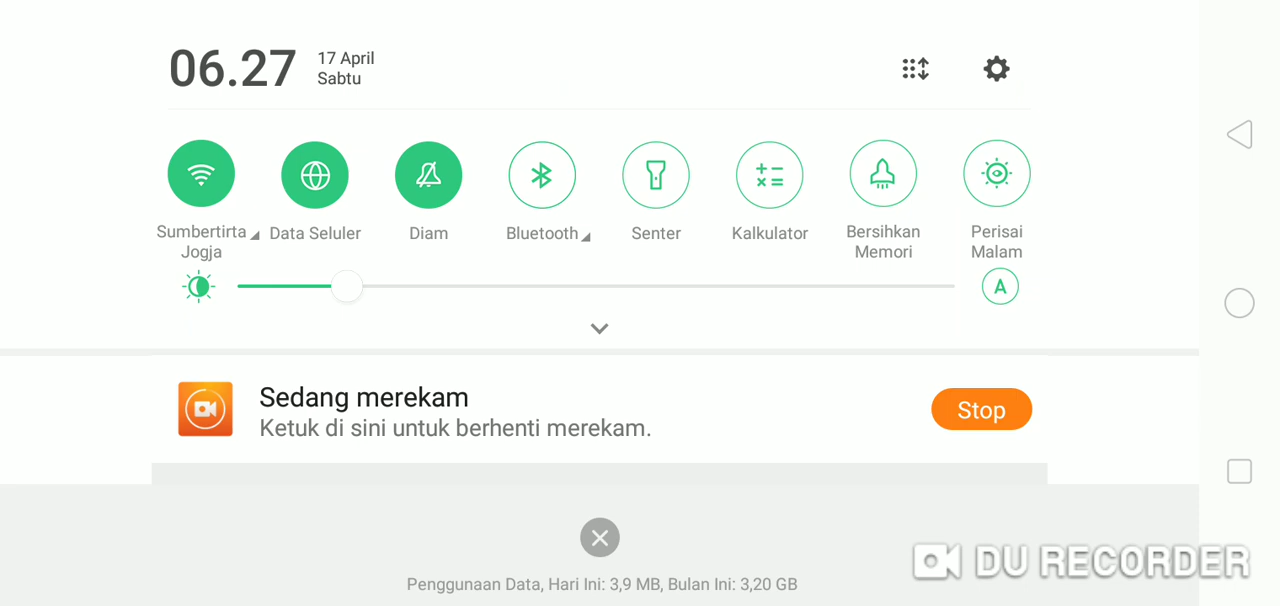 06.27
17 April
Sabtu
Sumbertirta Jogja
Data Seluler
Diam
Bluetooth
Senter
Kalkulator
Bersihkan Memori
Perisai Malam
A
Sedang merekam
Ketuk di sini untuk berhenti merekam.
Stop
DU RECORDER
Penggunaan Data, Hari Ini: 3,9 MB, Bulan Ini: 3,20 GB